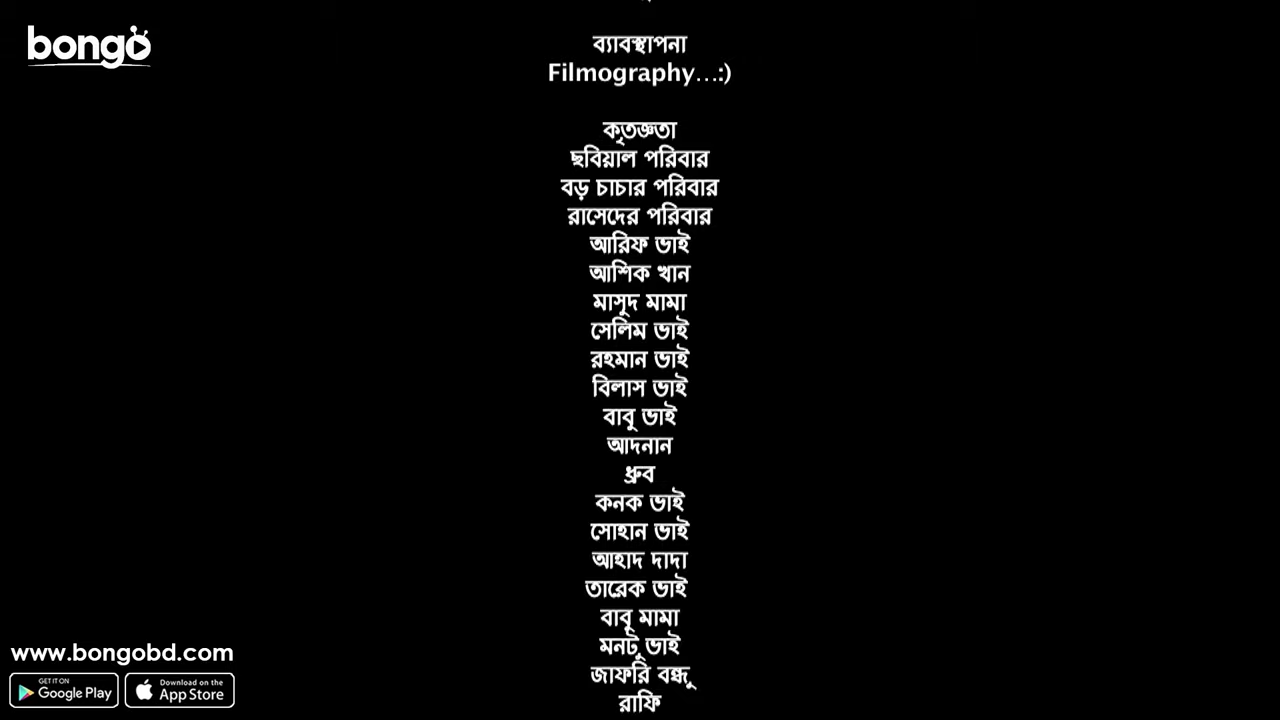 bongo
ব্যাবস্থাপনা
Filmography...:)
কৃতজ্ঞতা
ছবিয়াল পরিবার
বড় চাচার পরিবার
রাসেদের পরিবার
আরিফ ভাই
আশিক খান
মাসুদ মামা
সেলিম ভাই
রহমান ভাই
বিলাস ভাই
বাবু ভাই
আদনান
ধ্রুব
কনক ভাই
সোহান ভাই
আহাদ দাদা
তারেক ভাই
বাবু মামা
মনটু ভাই
জাফরি বন্ধু
রাফি
www.bongobd.com
GET IT ON
Google Play
Download on the
App Store